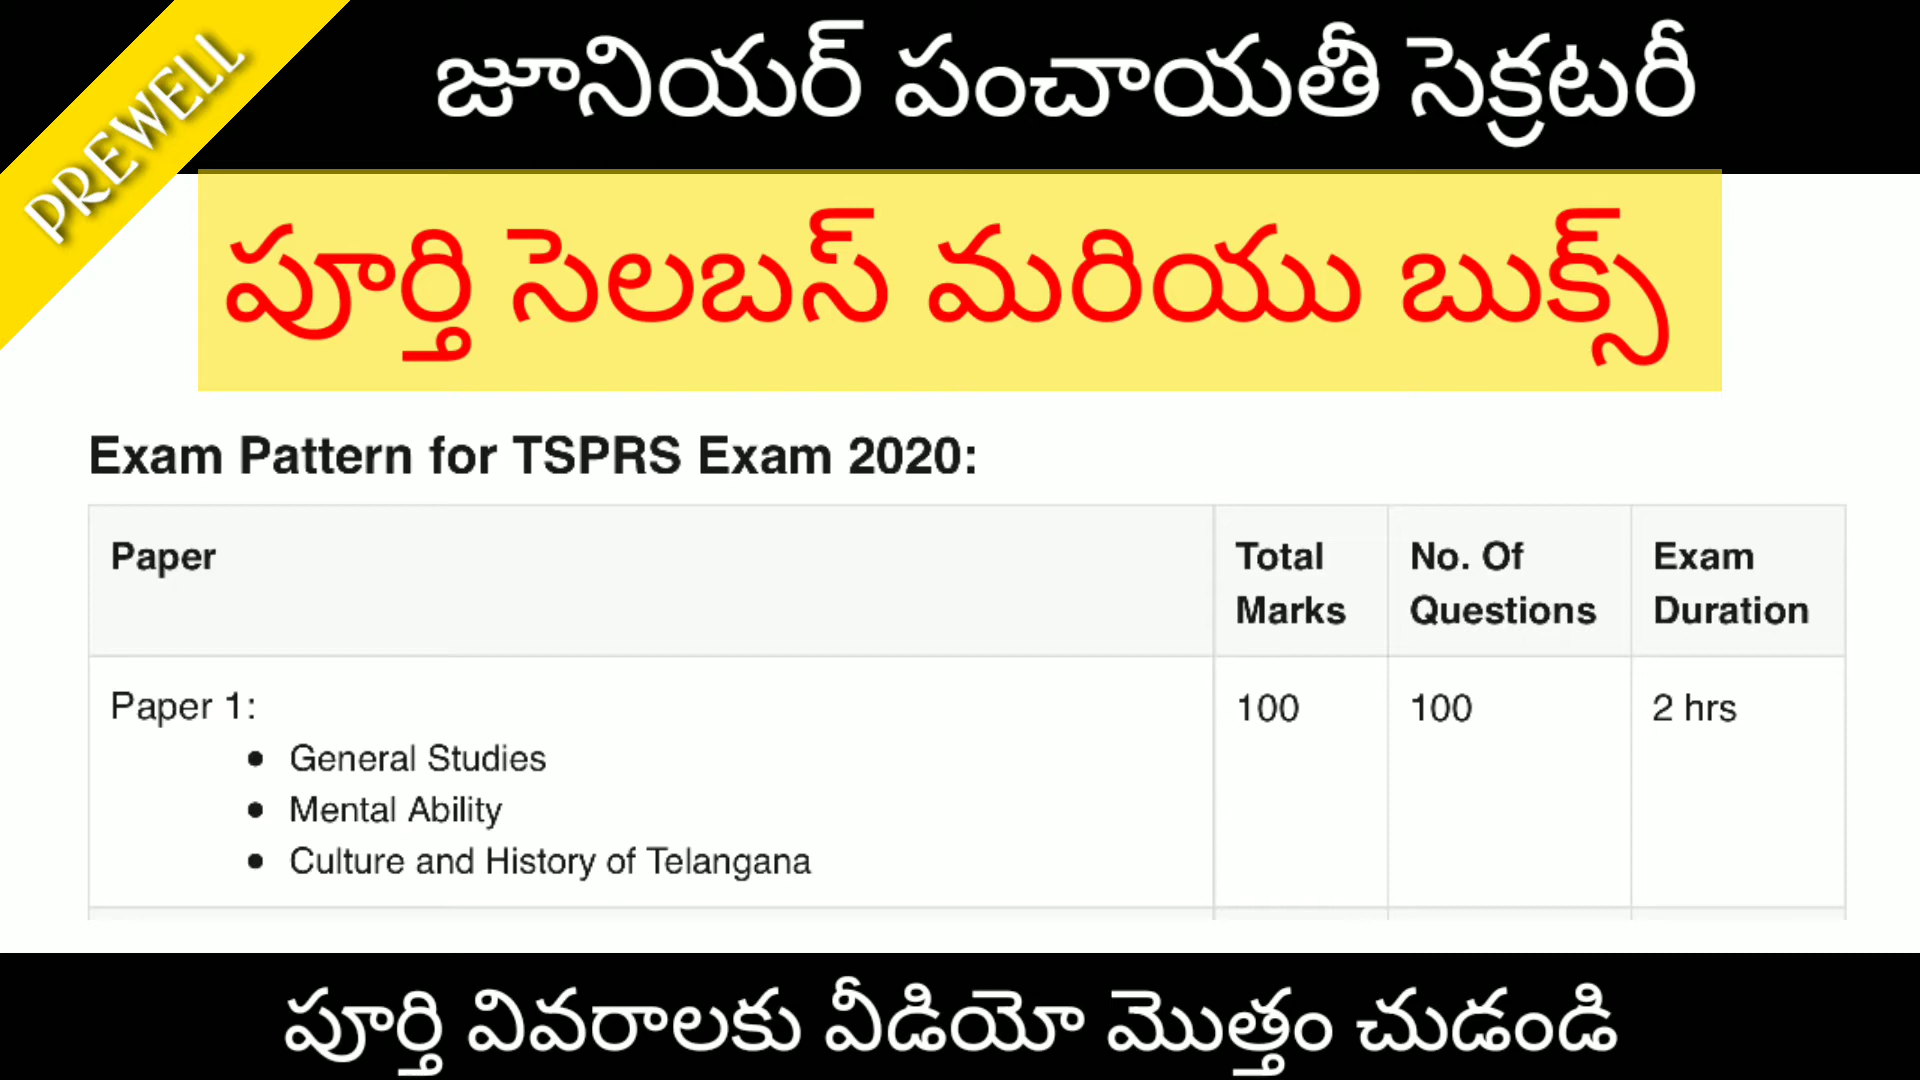 PREWELL
జూనియర్ పంచాయతీ సెక్రటరీ
పూర్తి సెలబస్ మరియు బుక్స్
Exam Pattern for TSPRS Exam 2020:
Paper
Total Marks
No. Of Questions
Exam Duration
Paper 1:
100
100
2 hrs
• General Studies
• Mental Ability
• Culture and History of Telangana
పూర్తి వివరాలకు వీడియో మొత్తం చుడండి